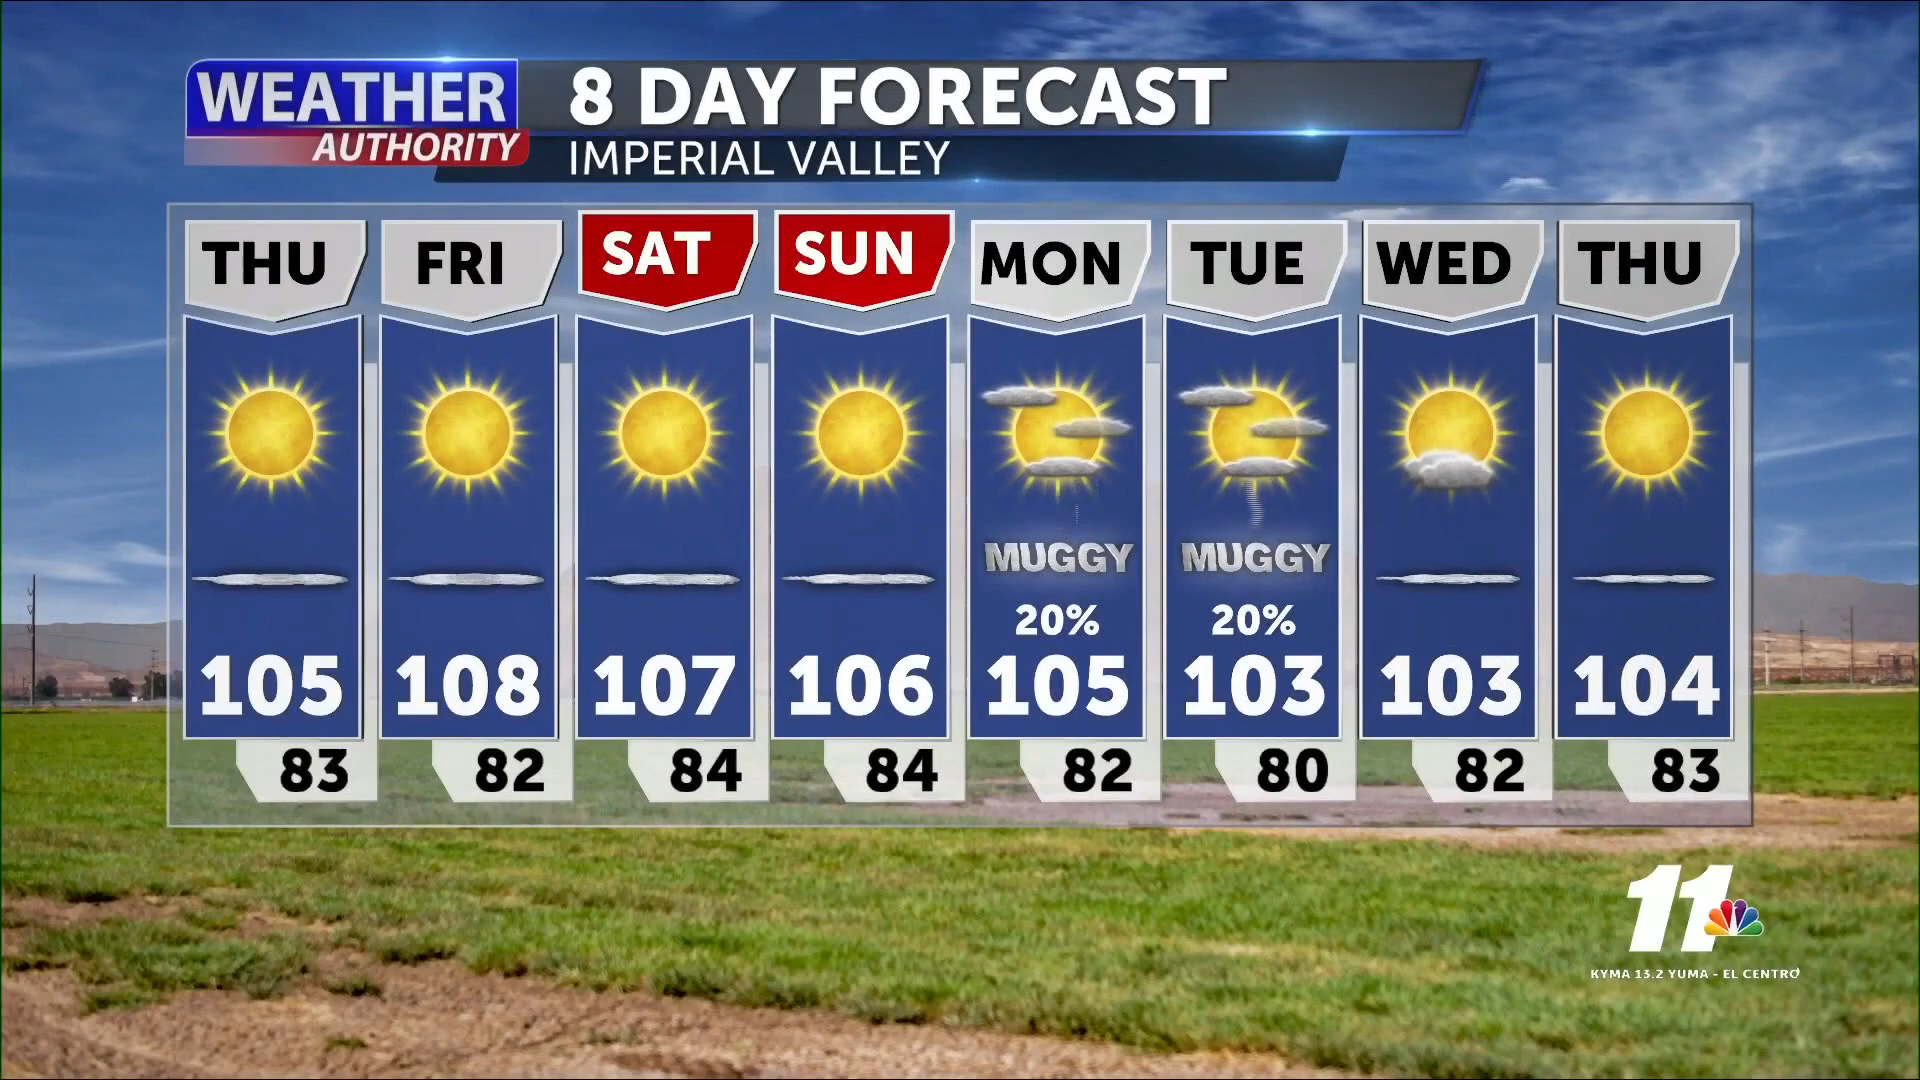 WEATHER
AUTHORITY
8 DAY FORECAST
IMPERIAL VALLEY
THU FRI SAT SUN MON TUE WED THU
MUGGY MUGGY
20% 20%
105 108 107 106 105 103 103 104
83 82 84 84 82 80 82 83
11
KYMA 13.2 YUMA - EL CENTRO